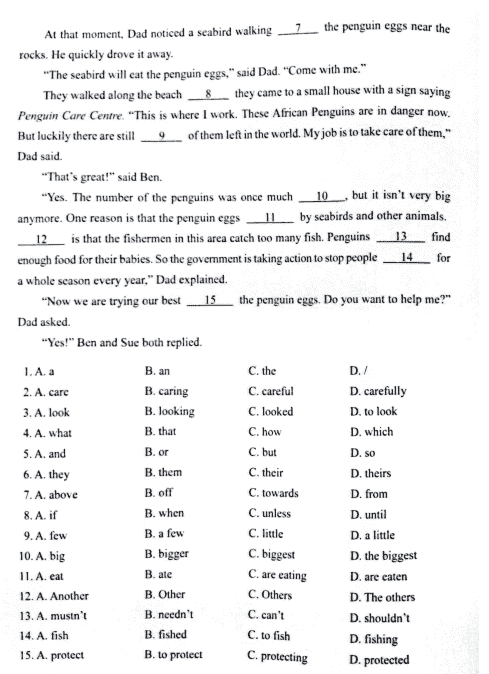 At that moment, Dad noticed a seabird walking 7 the penguin eggs near the
rocks. He quickly drove it away.
"The seabird will eat the penguin eggs," said Dad. "Come with me."
They walked along the beach 8 they came to a small house with a sign saying
Penguin Care Centre. "This is where I work. These African Penguins are in danger now.
But luckily there are still 9 of them left in the world. My job is to take care of them,"
Dad said.
"That's great!" said Ben.
"Yes. The number of the penguins was once much 10 , but it isn't very big
anymore. One reason is that the penguin eggs 11 by seabirds and other animals.
12 is that the fishermen in this area catch too many fish. Penguins 13 find
enough food for their babies. So the government is taking action to stop people 14 for
a whole season every year," Dad explained.
"Now we are trying our best 15 the penguin eggs. Do you want to help me?"
Dad asked.
"Yes!" Ben and Sue both replied.
1. A. a B. an C. the D. /
2. A. care B. caring C. careful D. carefully
3. A. look B. looking C. looked D. to look
4. A. what B. that C. how D. which
5. A. and B. or C. but D. so
6. A. they B. them C. their D. theirs
7. A. above B. off C. towards D. from
8. A. if B. when C. unless D. until
9. A. few B. a few C. little D. a little
10. A. big B. bigger C. biggest D. the biggest
11. A. eat B. ate C. are eating D. are eaten
12. A. Another B. Other C. Others D. The others
13. A. mustn't B. needn't C. can't D. shouldn't
14. A. fish B. fished C. to fish D. fishing
15. A. protect B. to protect C. protecting D. protected